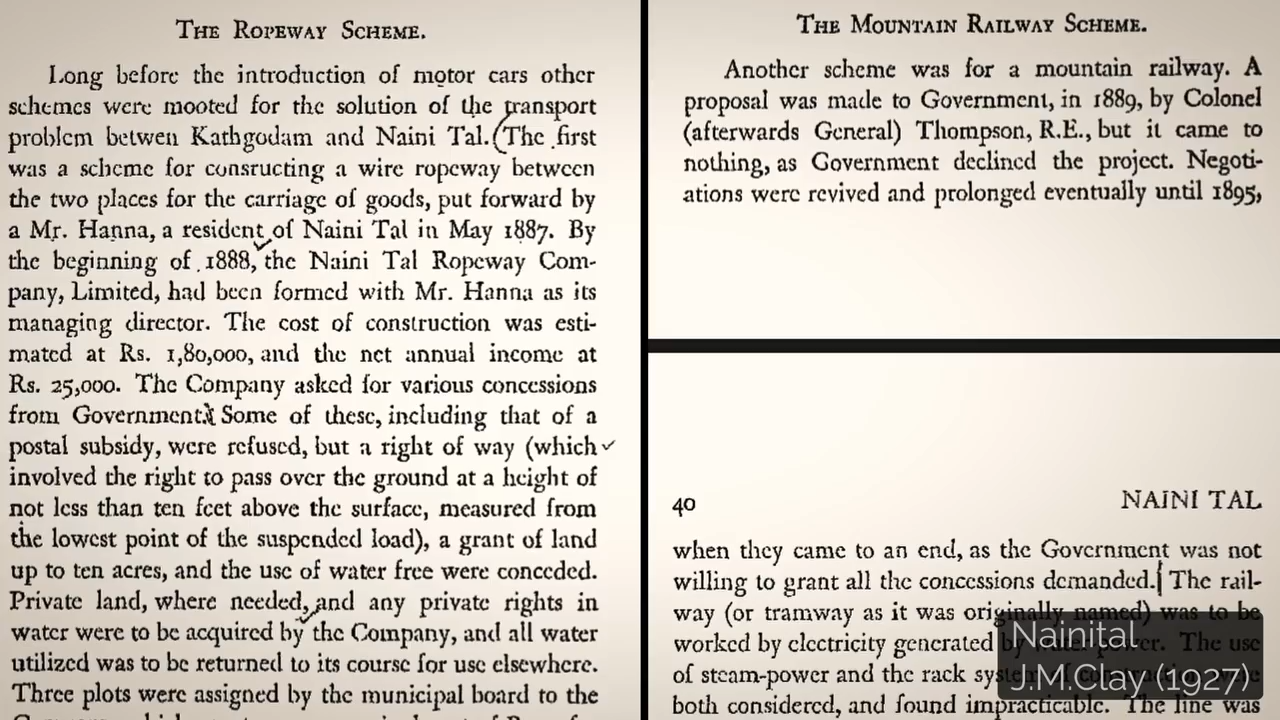 THE ROPEWAY SCHEME.
Long before the introduction of motor cars other
schemes were mooted for the solution of the transport
problem betwen Kathgodam and Naini Tal. (The first
was a scheme for consructing a wire ropeway between
the two places for the carriage of goods, put forward by
a Mr. Hanna, a resident of Naini Tal in May 1887. By
the beginning of 1888, the Naini Tal Ropeway Com-
pany, Limited, had been formed with Mr. Hanna as its
managing director. The cost of construction was esti-
mated at Rs. 1,80,000, and the net annual income at
Rs. 25,000. The Company asked for various concessions
from Government. Some of these, including that of a
postal subsidy, were refused, but a right of way (which
involved the right to pass over the ground at a height of
not less than ten feet above the surface, measured from
the lowest point of the suspended load), a grant of land
up to ten acres, and the use of water free were conceded.
Private land, where needed, and any private rights in
water were to be acquired by the Company, and all water
utilized was to be returned to its course for use elsewhere.
Three plots were assigned by the municipal board to the
THE MOUNTAIN RAILWAY SCHEME.
Another scheme was for a mountain railway. A
proposal was made to Government, in 1889, by Colonel
(afterwards General) Thompson, R.E., but it came to
nothing, as Government declined the project. Negoti-
ations were revived and prolonged eventually until 1895,
40 NAINI TAL
when they came to an end, as the Government was not
willing to grant all the concessions demanded. The rail-
way (or tramway as it was originally named) was to be
worked by electricity generated by water power. The use
of steam-power and the rack system of construction were
both considered, and found impracticable. The line was
Nainital
J.M.Clay (1927)